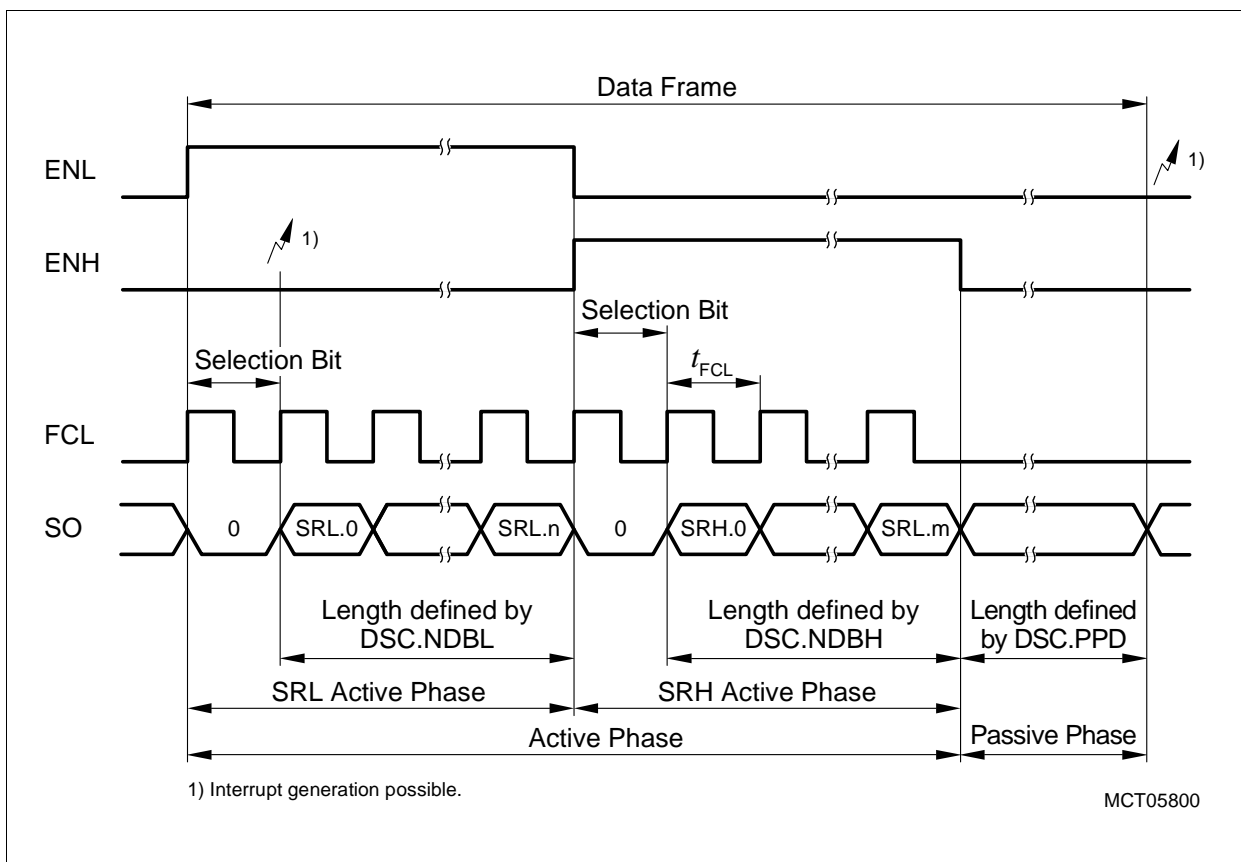 Data Frame
ENL
1)
1)
ENH
Selection Bit
Selection Bit
tFCL
FCL
SO
0
SRL.0
SRL.n
0
SRH.0
SRL.m
Length defined by
DSC.NDBL
Length defined by
DSC.NDBH
Length defined
by DSC.PPD
SRL Active Phase
SRH Active Phase
Active Phase
Passive Phase
1) Interrupt generation possible.
MCT05800